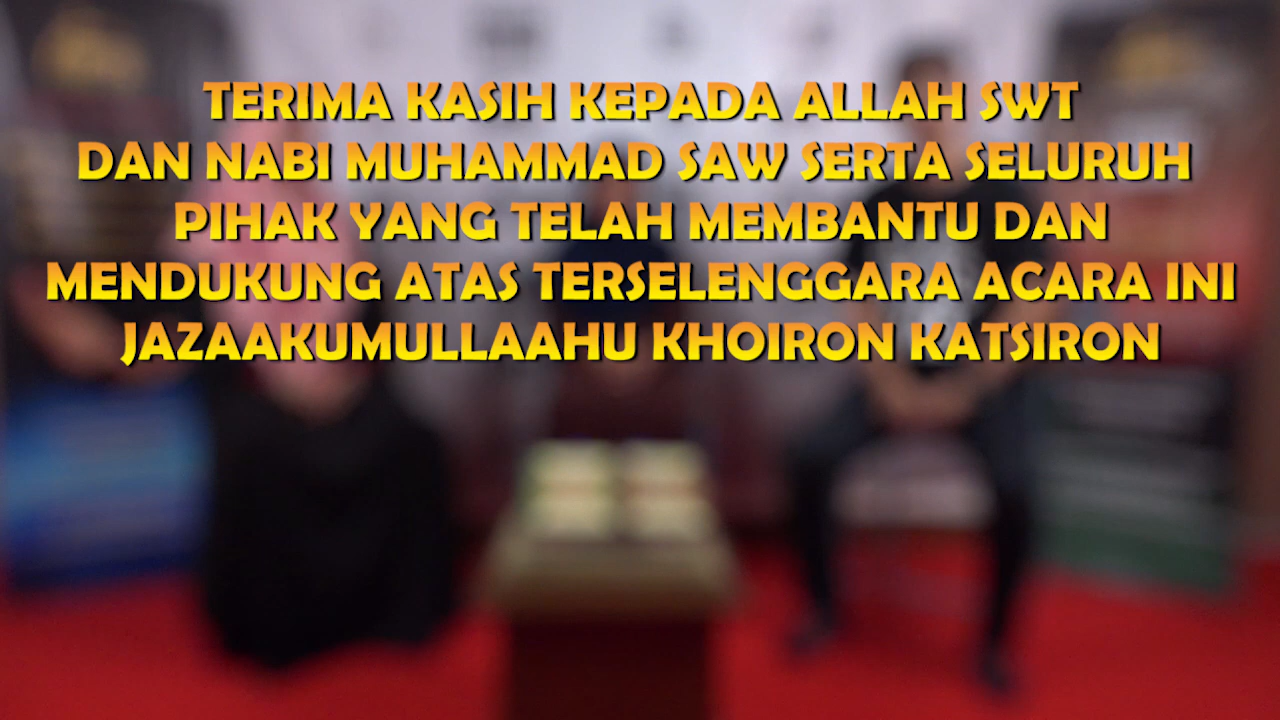 TERIMA KASIH KEPADA ALLAH SWT
DAN NABI MUHAMMAD SAW SERTA SELURUH
PIHAK YANG TELAH MEMBANTU DAN
MENDUKUNG ATAS TERSELENGGARA ACARA INI
JAZAAKUMULLAAHU KHOIRON KATSIRON